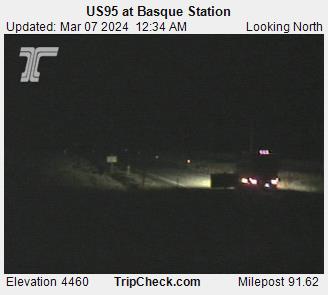 US95 at Basque Station
Updated: Mar 07 2024 12:34 AM Looking North
Elevation 4460 TripCheck.com Milepost 91.62